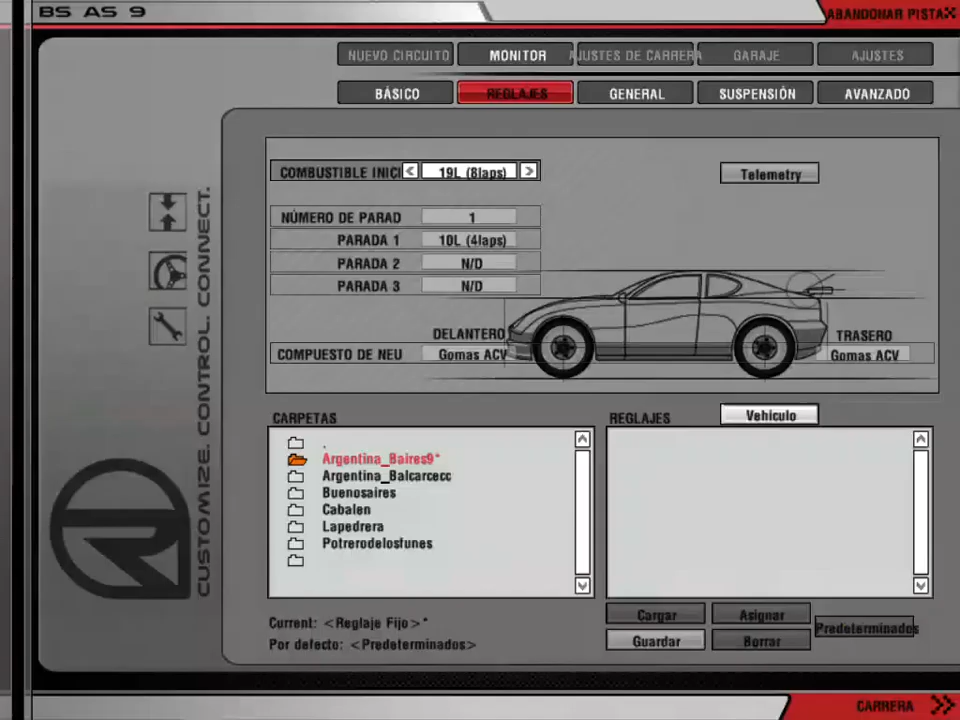 BS AS 9
ABANDONAR PISTA
NUEVO CIRCUITO
MONITOR
AJUSTES DE CARRERA
GARAJE
AJUSTES
BÁSICO
REGLAJES
GENERAL
SUSPENSIÓN
AVANZADO
COMBUSTIBLE INICI
19L (8laps)
Telemetry
NÚMERO DE PARAD
1
PARADA 1
10L (4laps)
PARADA 2
N/D
PARADA 3
N/D
DELANTERO
TRASERO
COMPUESTO DE NEU
Gomas ACV
Gomas ACV
CUSTOMIZE. CONTROL. CONNECT.
CARPETAS
REGLAJES
Vehículo
.
Argentina_Baires9*
Argentina_Balcarcecc
Buenosaires
Cabalen
Lapedrera
Potrerodelosfunes
Current: <Reglaje Fijo>*
Por defecto: <Predeterminados>
Cargar
Asignar
Predeterminados
Guardar
Borrar
CARRERA